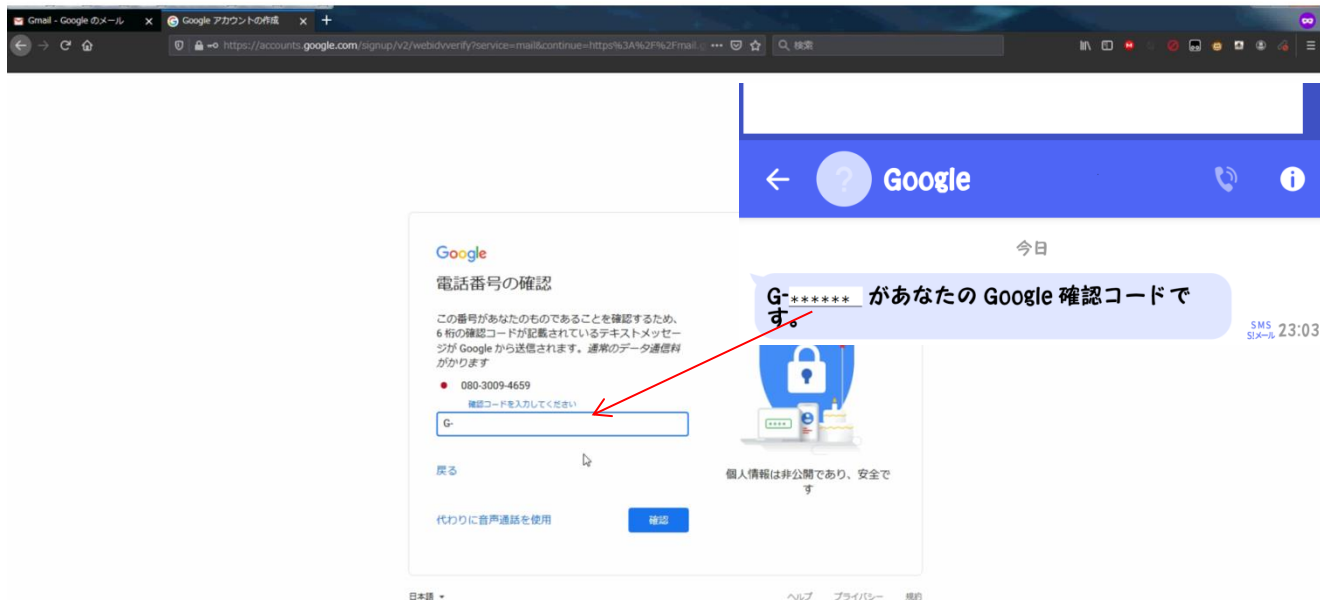 Gmail - Google のメール
Google アカウントの作成
https://accounts.google.com/signup/v2/webidvverify?service=mail&continue=https%3A%2F%2Fmail.
検索
Google
今日
G-****** があなたの Google 確認コードで
す。
SMS
S!メール 23:03
Google
電話番号の確認
この番号があなたのものであることを確認するため、
6 桁の確認コードが記載されているテキストメッセー
ジが Google から送信されます。通常のデータ通信料
がかります
080-3009-4659
確認コードを入力してください
G-
戻る
代わりに音声通話を使用
確認
個人情報は非公開であり、安全で
す
日本語
ヘルプ プライバシー 規約